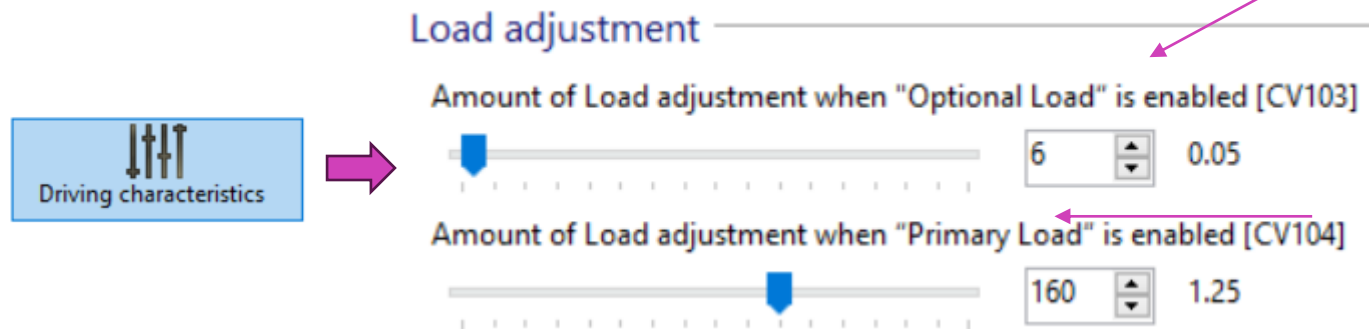 Load adjustment
Amount of Load adjustment when "Optional Load" is enabled [CV103]
6 0.05
Driving characteristics
Amount of Load adjustment when "Primary Load" is enabled [CV104]
160 1.25